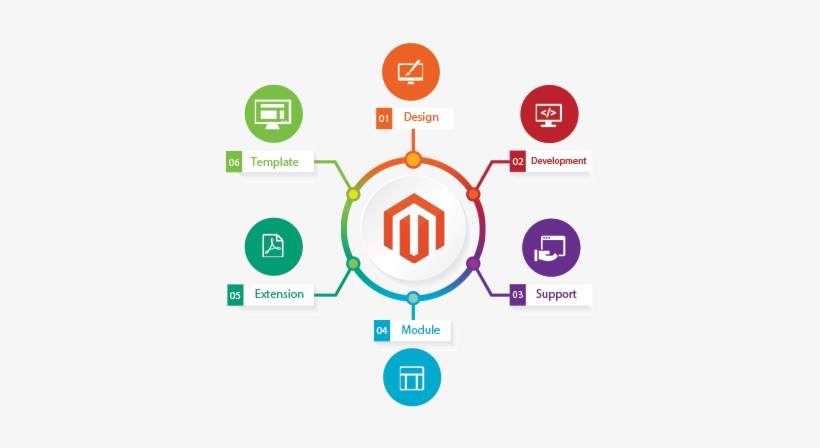 01 Design
02 Development
03 Support
04 Module
05 Extension
06 Template